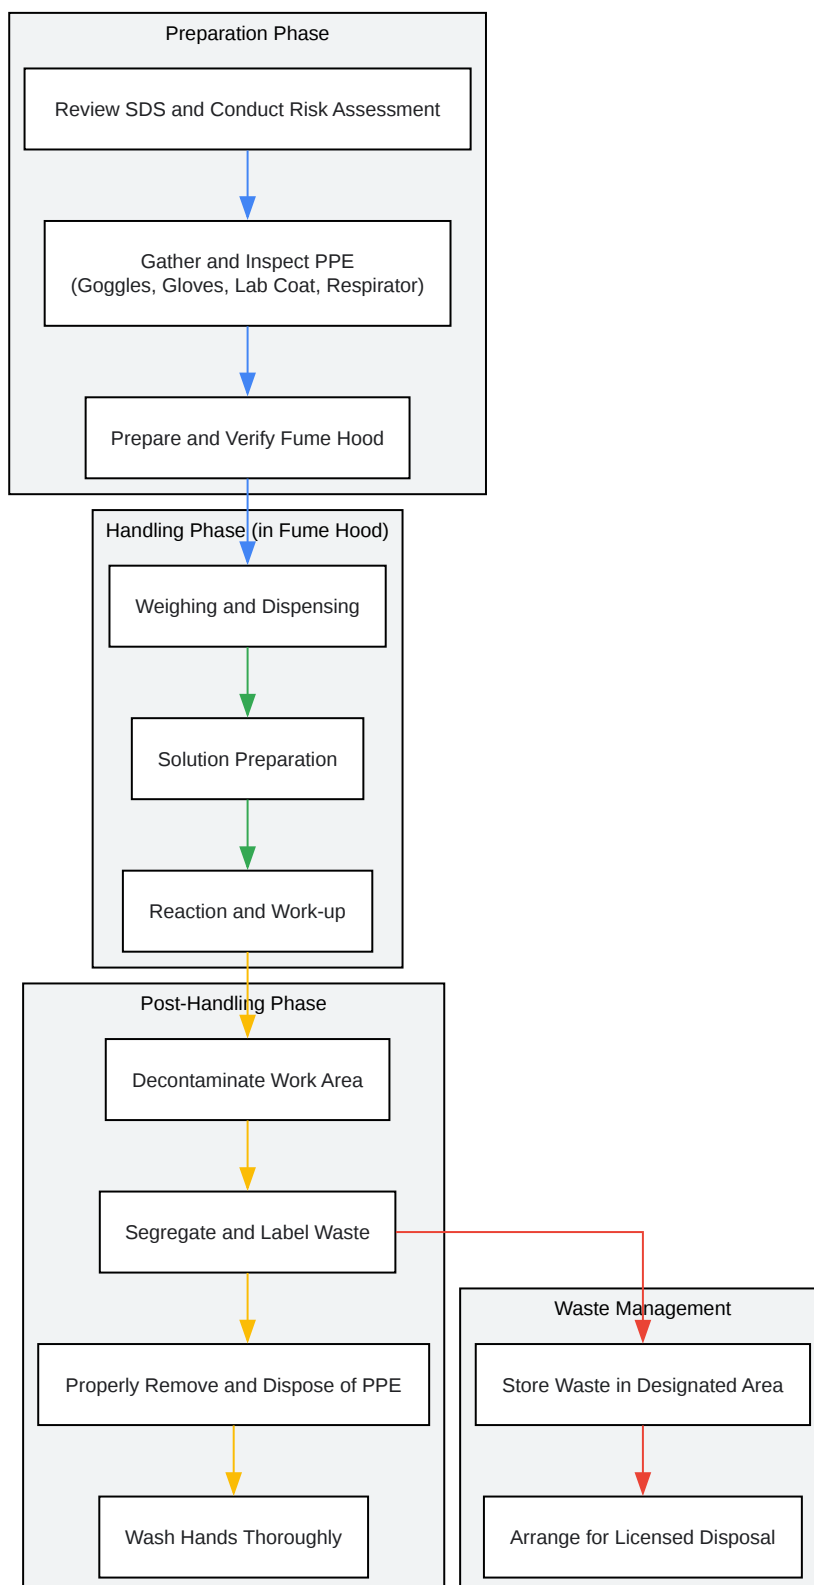 Preparation Phase
Review SDS and Conduct Risk Assessment
Gather and Inspect PPE
(Goggles, Gloves, Lab Coat, Respirator)
Prepare and Verify Fume Hood
Handling Phase (in Fume Hood)
Weighing and Dispensing
Solution Preparation
Reaction and Work-up
Post-Handling Phase
Decontaminate Work Area
Segregate and Label Waste
Properly Remove and Dispose of PPE
Wash Hands Thoroughly
Waste Management
Store Waste in Designated Area
Arrange for Licensed Disposal